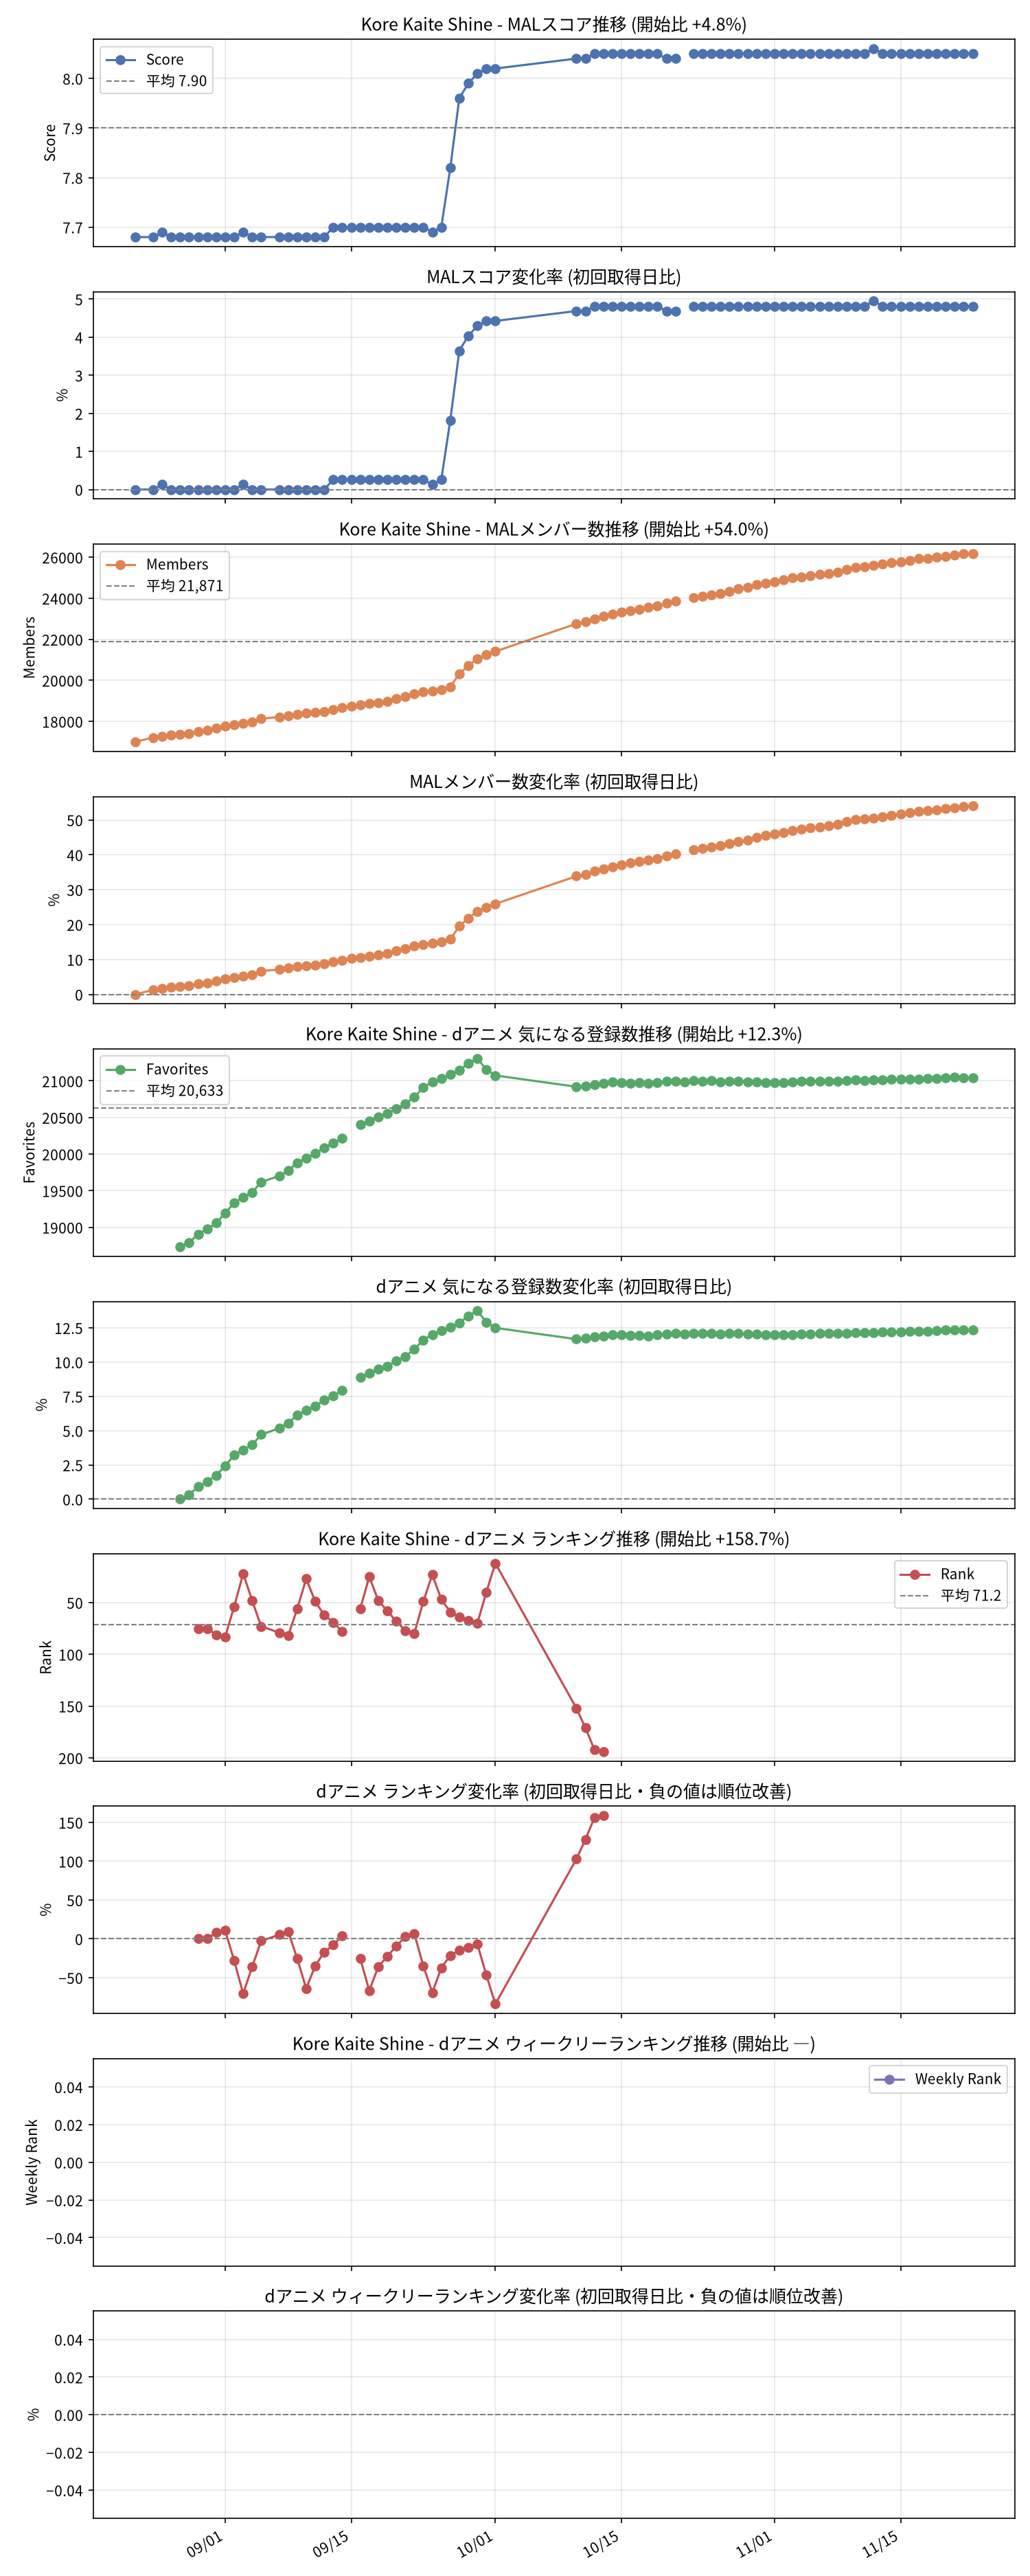 Kore Kaite Shine - MALスコア推移 (開始比 +4.8%)
Score
平均 7.90
8.0
7.9
7.8
7.7
Score
MALスコア変化率 (初回取得日比)
5
4
3
2
1
0
%
Kore Kaite Shine - MALメンバー数推移 (開始比 +54.0%)
Members
平均 21,871
26000
24000
22000
20000
18000
Members
MALメンバー数変化率 (初回取得日比)
50
40
30
20
10
0
%
Kore Kaite Shine - dアニメ 気になる登録数推移 (開始比 +12.3%)
Favorites
平均 20,633
21000
20500
20000
19500
19000
Favorites
dアニメ 気になる登録数変化率 (初回取得日比)
12.5
10.0
7.5
5.0
2.5
0.0
%
Kore Kaite Shine - dアニメ ランキング推移 (開始比 +158.7%)
Rank
平均 71.2
50
100
150
200
Rank
dアニメ ランキング変化率 (初回取得日比・負の値は順位改善)
150
100
50
0
−50
%
Kore Kaite Shine - dアニメ ウィークリーランキング推移 (開始比 —)
Weekly Rank
0.04
0.02
0.00
−0.02
−0.04
Weekly Rank
dアニメ ウィークリーランキング変化率 (初回取得日比・負の値は順位改善)
0.04
0.02
0.00
−0.02
−0.04
%
09/01
09/15
10/01
10/15
11/01
11/15